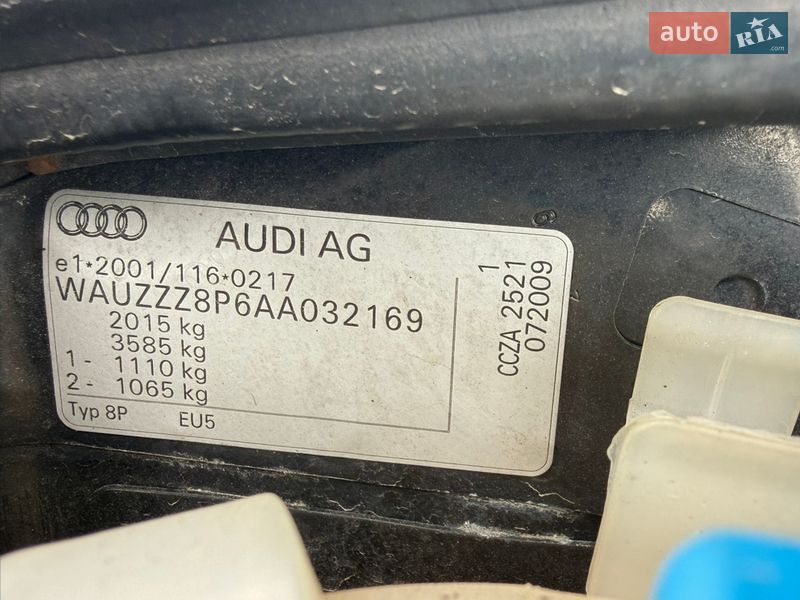 auto RIA
.com
AUDI AG
e1*2001/116*0217
WAUZZZ8P6AA032169
2015 kg
3585 kg
1 - 1110 kg
2 - 1065 kg
Typ 8P EU5
G
1
CCZA 2521
072009